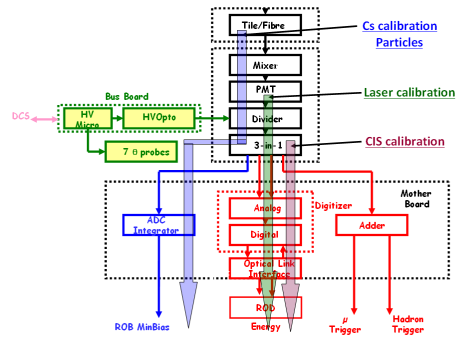 Tile/Fibre
Cs calibration
Particles
Mixer
PMT
Laser calibration
Bus Board
DCS
HV
Micro
HVOpto
Divider
7 θ probes
3-in-1
CIS calibration
Mother
Board
Analog
Digitizer
ADC
Integrator
Digital
Adder
Optical Link
Interface
ROD
ROB MinBias
Energy
μ
Trigger
Hadron
Trigger